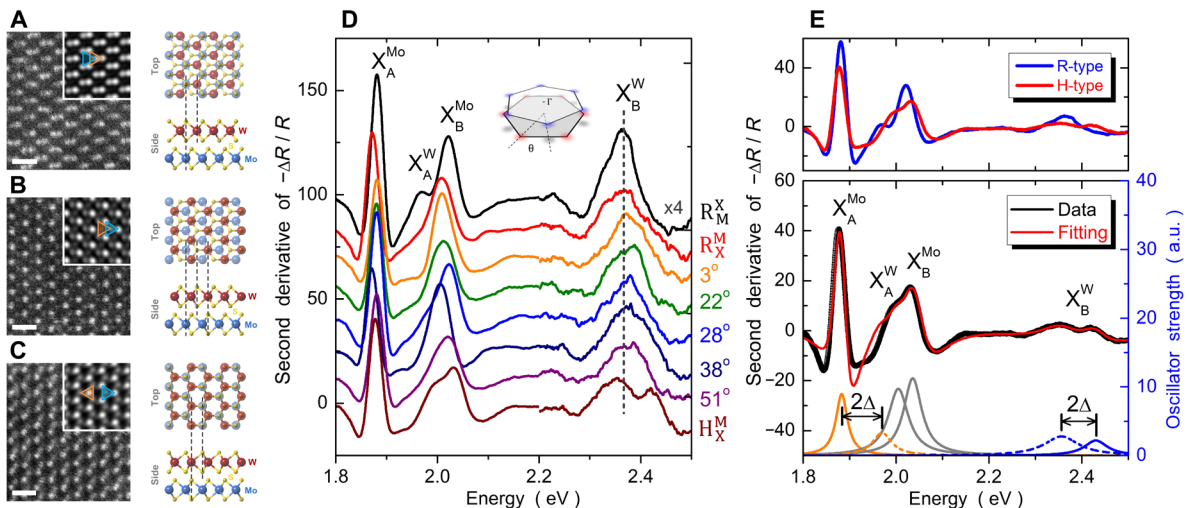 A
Top
Side
W
S
Mo
B
Top
Side
W
S
Mo
C
Top
Side
W
S
Mo
D
Second derivative of −ΔR / R
150
100
50
0
X_A^Mo
X_A^W
X_B^Mo
X_B^W
Γ
θ
x4
R_M^X
R_X^M
3°
22°
28°
38°
51°
H_X^M
1.8 2.0 2.2 2.4
Energy ( eV )
E
R-type
H-type
50
0
Second derivative of −ΔR / R
60
40
20
0
−20
−40
X_A^Mo
X_A^W
X_B^Mo
X_B^W
Data
Fitting
2Δ
2Δ
40
30
20
10
0
Oscillator strength ( a.u. )
1.8 2.0 2.2 2.4
Energy ( eV )